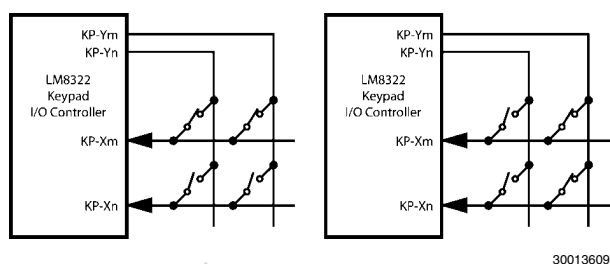 KP-Ym
KP-Yn
LM8322
Keypad
I/O Controller
KP-Xm
KP-Xn
KP-Ym
KP-Yn
LM8322
Keypad
I/O Controller
KP-Xm
KP-Xn
30013609